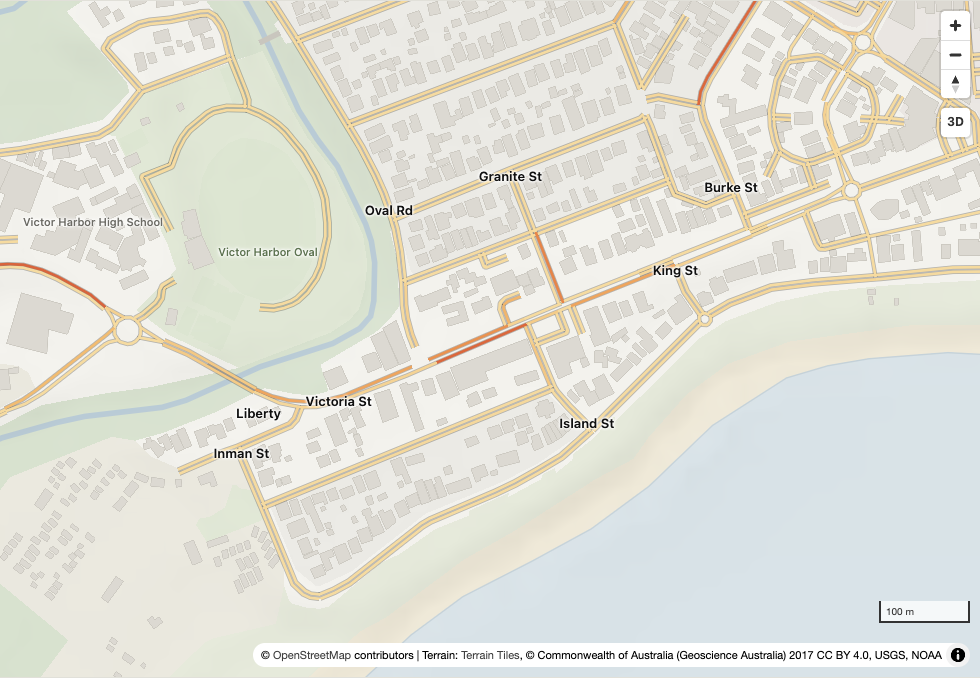 +
−
3D
Granite St
Burke St
Oval Rd
Victor Harbor High School
Victor Harbor Oval
King St
Victoria St
Liberty
Island St
Inman St
100 m
© OpenStreetMap contributors | Terrain: Terrain Tiles, © Commonwealth of Australia (Geoscience Australia) 2017 CC BY 4.0, USGS, NOAA